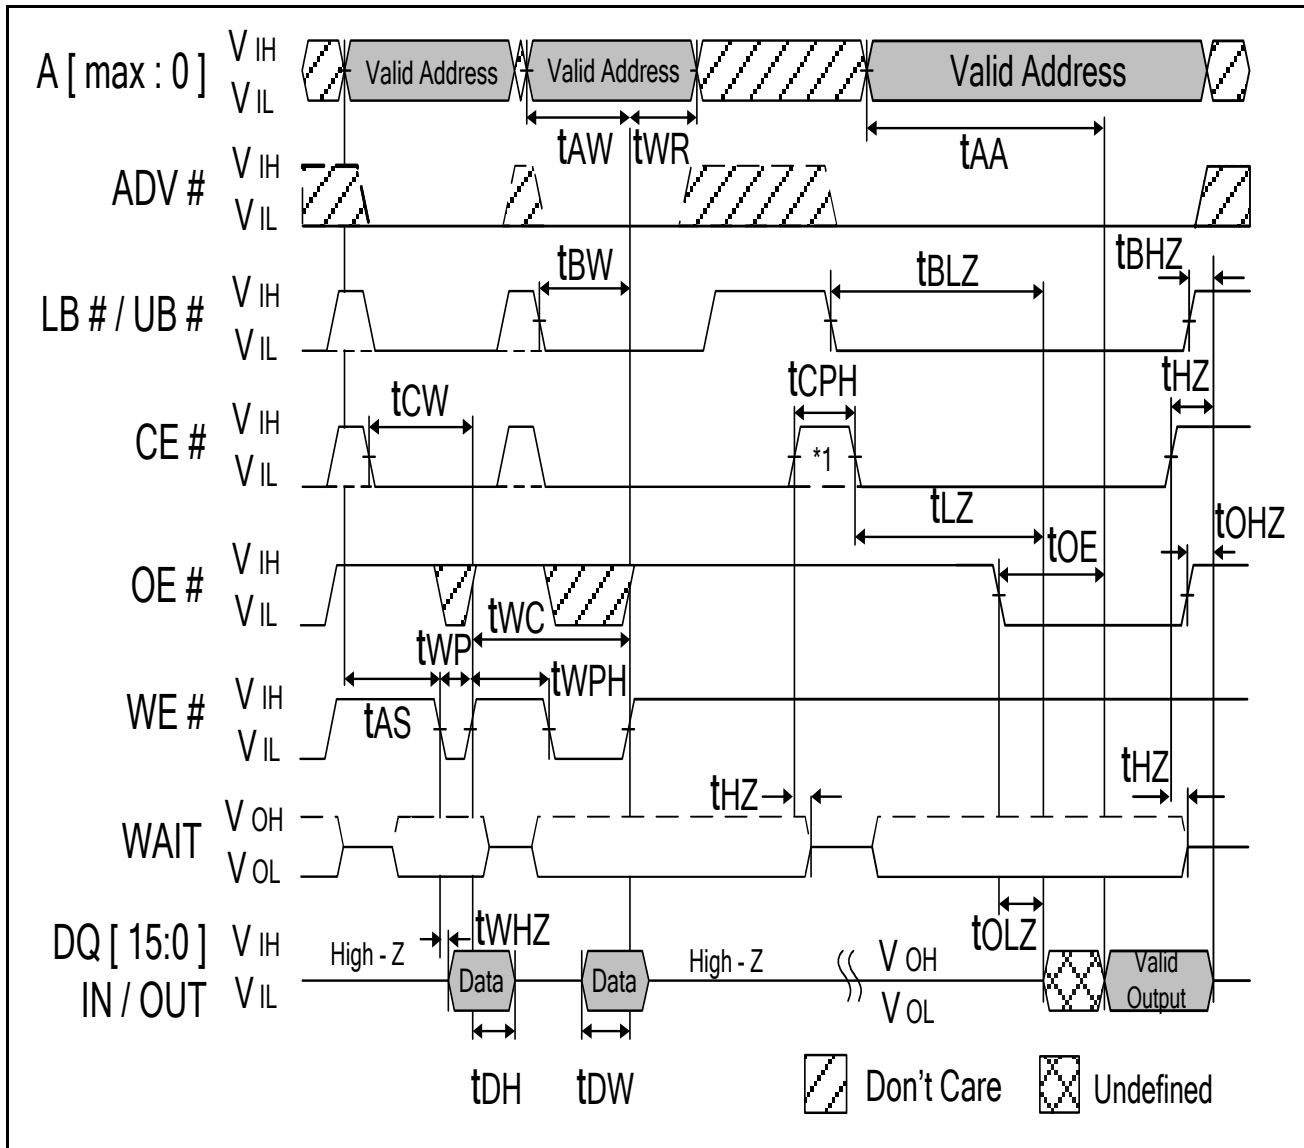 A [ max : 0 ]
V IH
V IL
Valid Address
Valid Address
Valid Address
tAW
tWR
tAA
ADV #
V IH
V IL
tBW
tBLZ
tBHZ
LB # / UB #
V IH
V IL
tCW
tCPH
tHZ
CE #
V IH
V IL
*1
tLZ
tOE
tOHZ
OE #
V IH
V IL
tWP
tWC
tWPH
WE #
V IH
V IL
tAS
tHZ
tHZ
WAIT
V OH
V OL
tWHZ
tOLZ
DQ [ 15:0 ]
IN / OUT
V IH
V IL
High - Z
Data
Data
High - Z
V OH
V OL
Valid
Output
tDH
tDW
Don't Care
Undefined